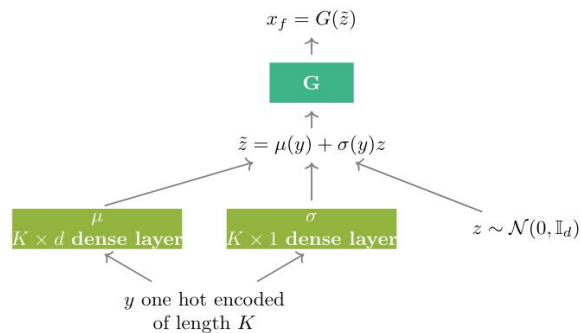 x_f = G(z̃)
G
z̃ = μ(y) + σ(y)z
μ
K × d dense layer
σ
K × 1 dense layer
z ∼ 𝒩(0, 𝕀_d)
y one hot encoded
of length K